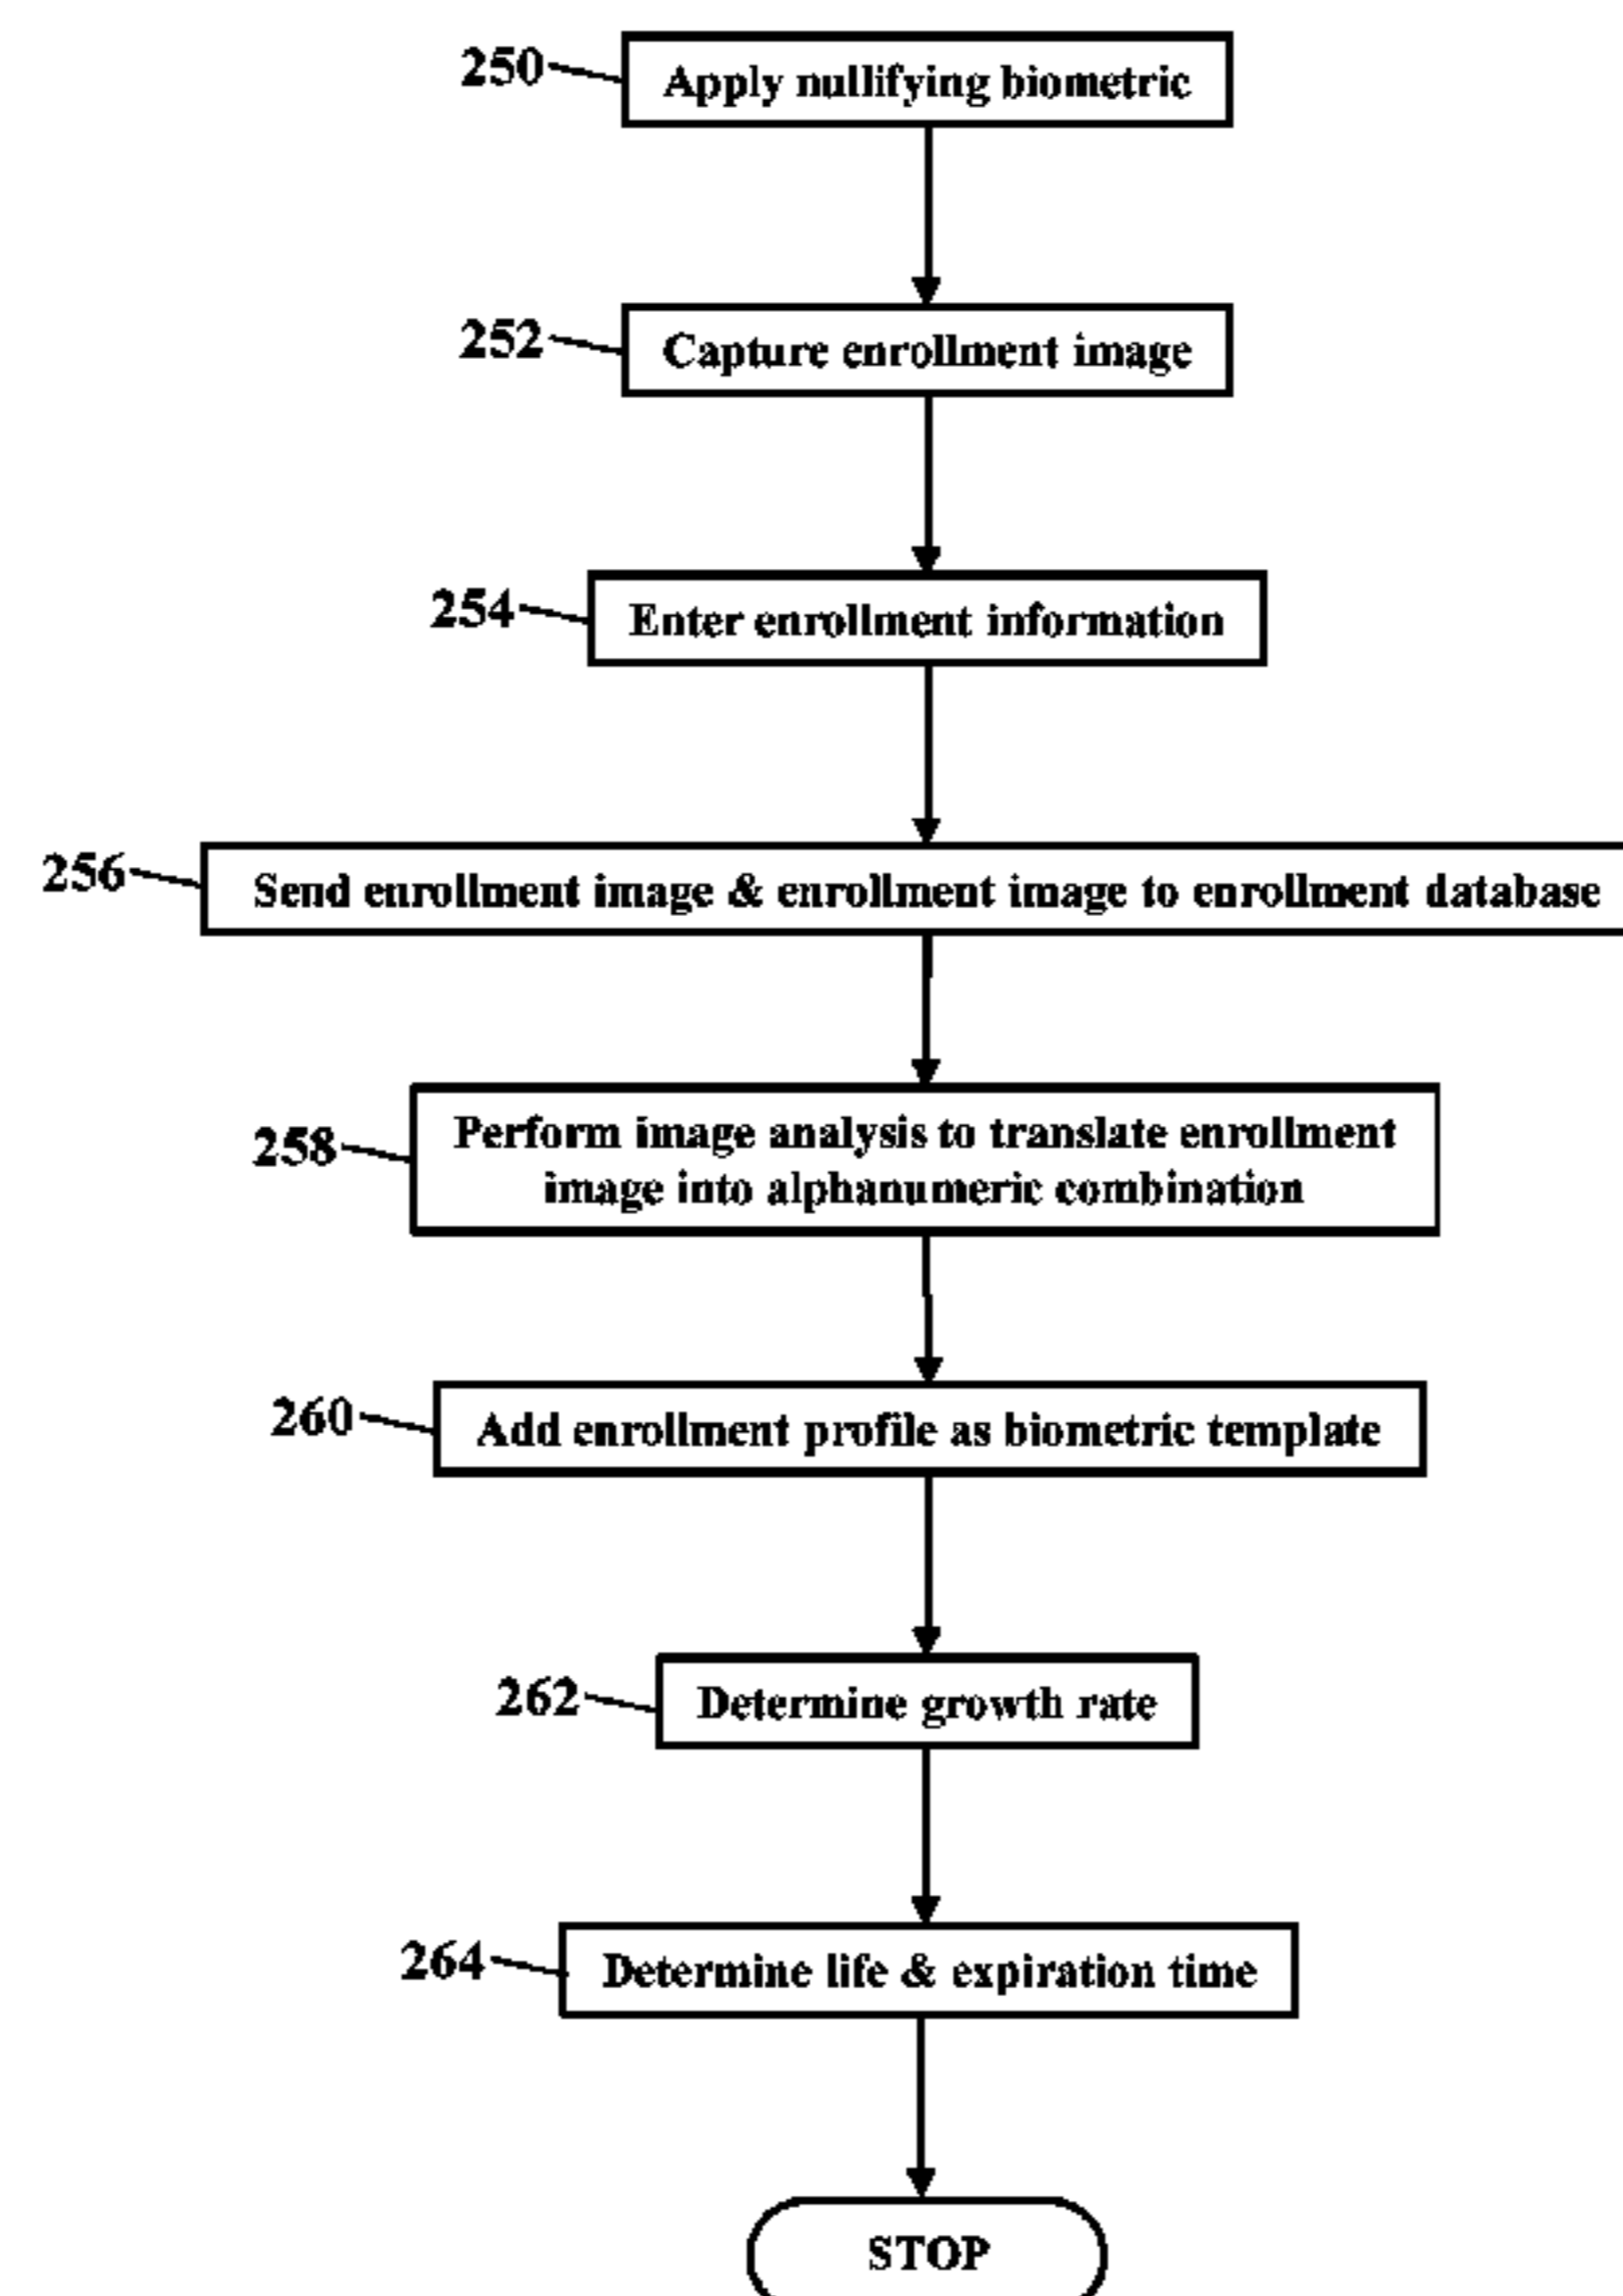 250
Apply nullifying biometric
252
Capture enrollment image
254
Enter enrollment information
256
Send enrollment image & enrollment image to enrollment database
258
Perform image analysis to translate enrollment
image into alphanumeric combination
260
Add enrollment profile as biometric template
262
Determine growth rate
264
Determine life & expiration time
STOP